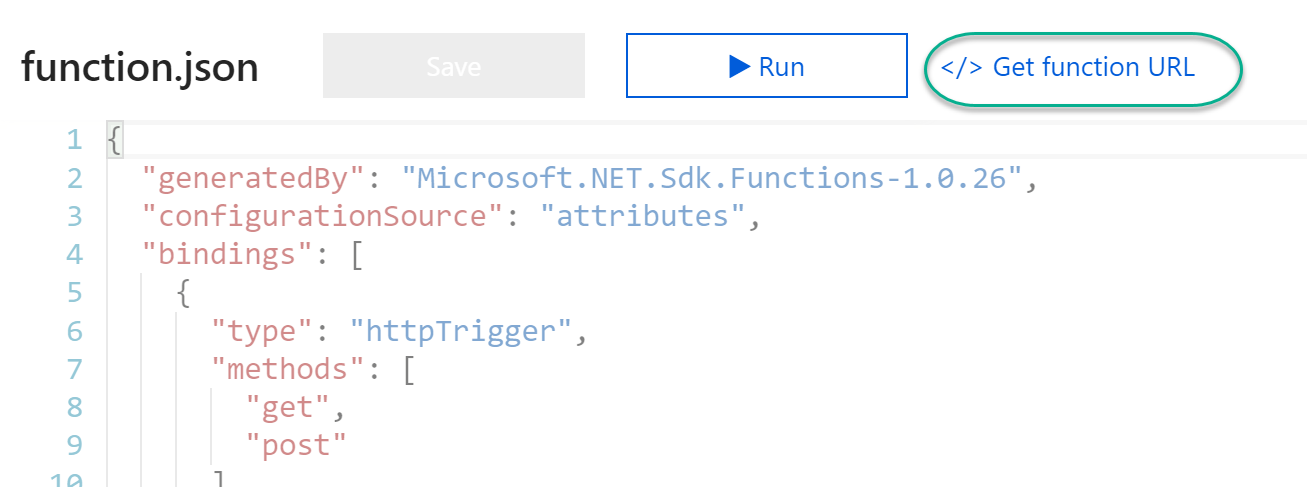 function.json
Save
Run
</> Get function URL
1 {
2 "generatedBy": "Microsoft.NET.Sdk.Functions-1.0.26",
3 "configurationSource": "attributes",
4 "bindings": [
5 {
6 "type": "httpTrigger",
7 "methods": [
8 "get",
9 "post"
10 ]